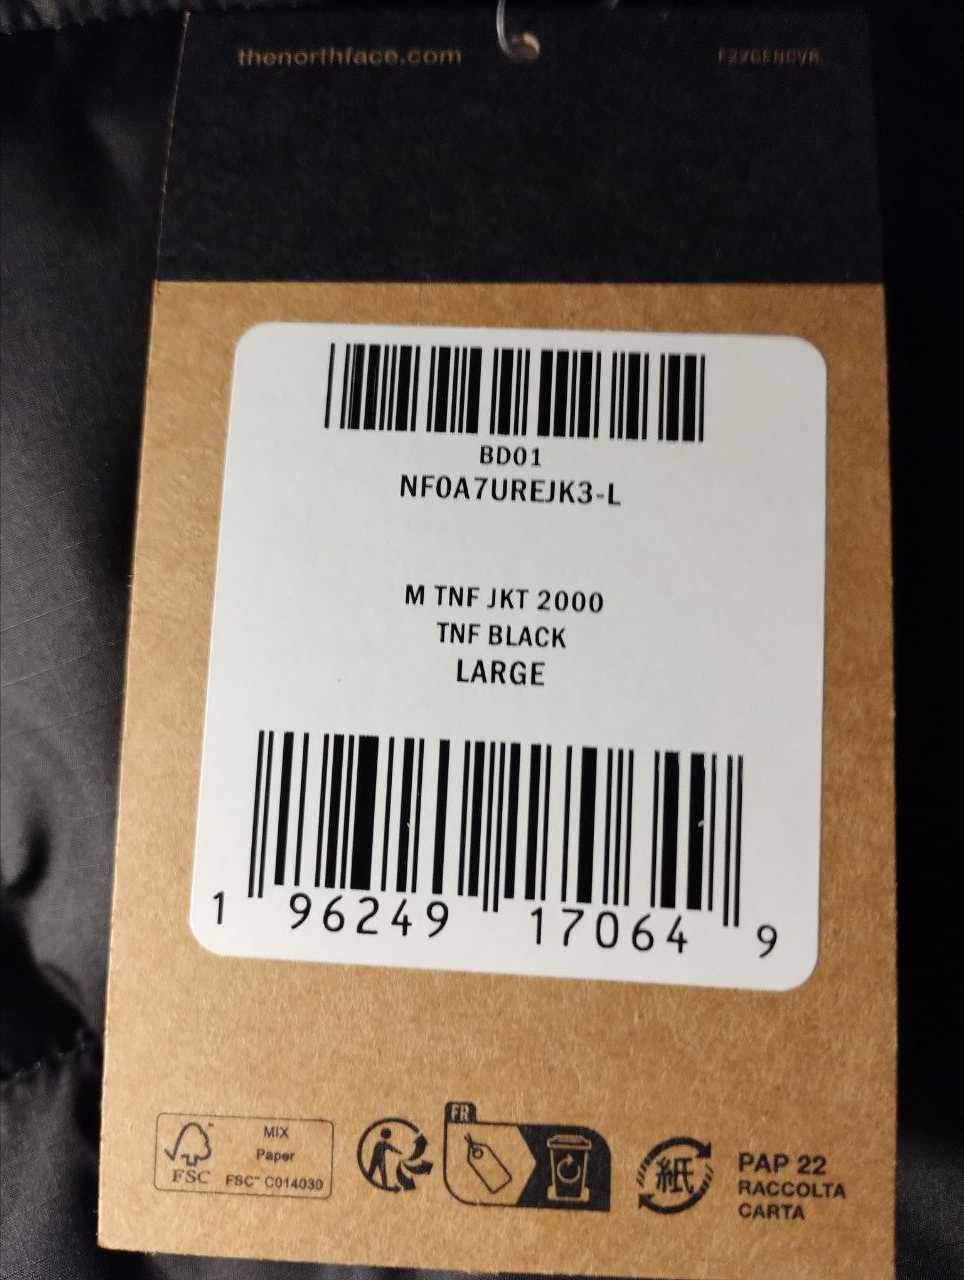 thenorthface.com
F22GENCVR
BD01
NF0A7UREJK3-L
M TNF JKT 2000
TNF BLACK
LARGE
1 96249 17064 9
FR
MIX
Paper
FSC™ C014030
FSC
紙
PAP 22
RACCOLTA
CARTA